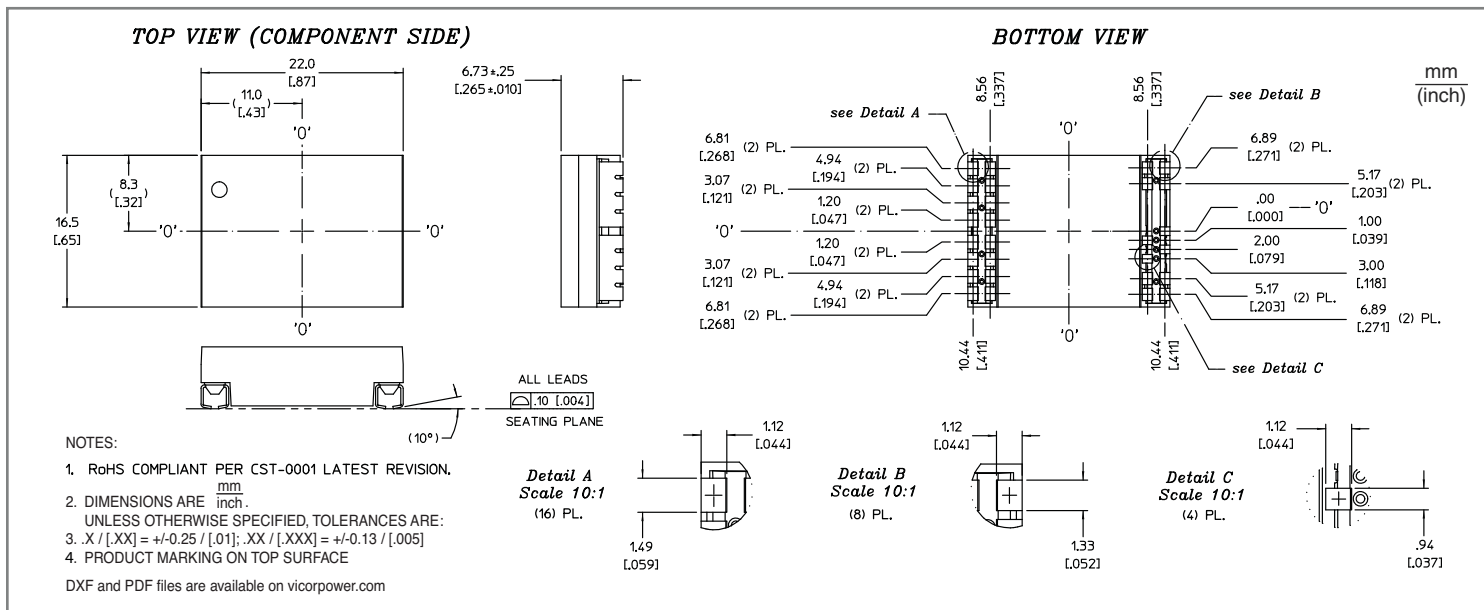 TOP VIEW (COMPONENT SIDE)
22.0
[.87]
11.0
(.43]
'0'
8.3
[.32]
16.5
[.65]
'0'
'0'
'0'
6.73±.25
[.265±.010]
ALL LEADS
.10 [.004]
SEATING PLANE
(10°)
BOTTOM VIEW
mm
(inch)
8.56
[.337]
8.56
[.337]
see Detail A
see Detail B
'0'
6.81
[.268] (2) PL.
4.94
[.194] (2) PL.
3.07
[.121] (2) PL.
1.20
[.047] (2) PL.
'0'
1.20
[.047] (2) PL.
3.07
[.121] (2) PL.
4.94
[.194] (2) PL.
6.81
[.268] (2) PL.
6.89
[.271] (2) PL.
5.17
[.203] (2) PL.
.00
[.000] '0'
1.00
[.039]
2.00
[.079]
3.00
[.118]
5.17
[.203] (2) PL.
6.89
[.271] (2) PL.
10.44
[.411]
'0'
10.44
[.411]
see Detail C
NOTES:
1. RoHS COMPLIANT PER CST-0001 LATEST REVISION.
2. DIMENSIONS ARE mm
inch.
UNLESS OTHERWISE SPECIFIED, TOLERANCES ARE:
3. .X / [.XX] = +/-0.25 / [.01]; .XX / [.XXX] = +/-0.13 / [.005]
4. PRODUCT MARKING ON TOP SURFACE
DXF and PDF files are available on vicorpower.com
Detail A
Scale 10:1
(16) PL.
1.12
[.044]
1.49
[.059]
Detail B
Scale 10:1
(8) PL.
1.12
[.044]
1.33
[.052]
Detail C
Scale 10:1
(4) PL.
1.12
[.044]
.94
[.037]